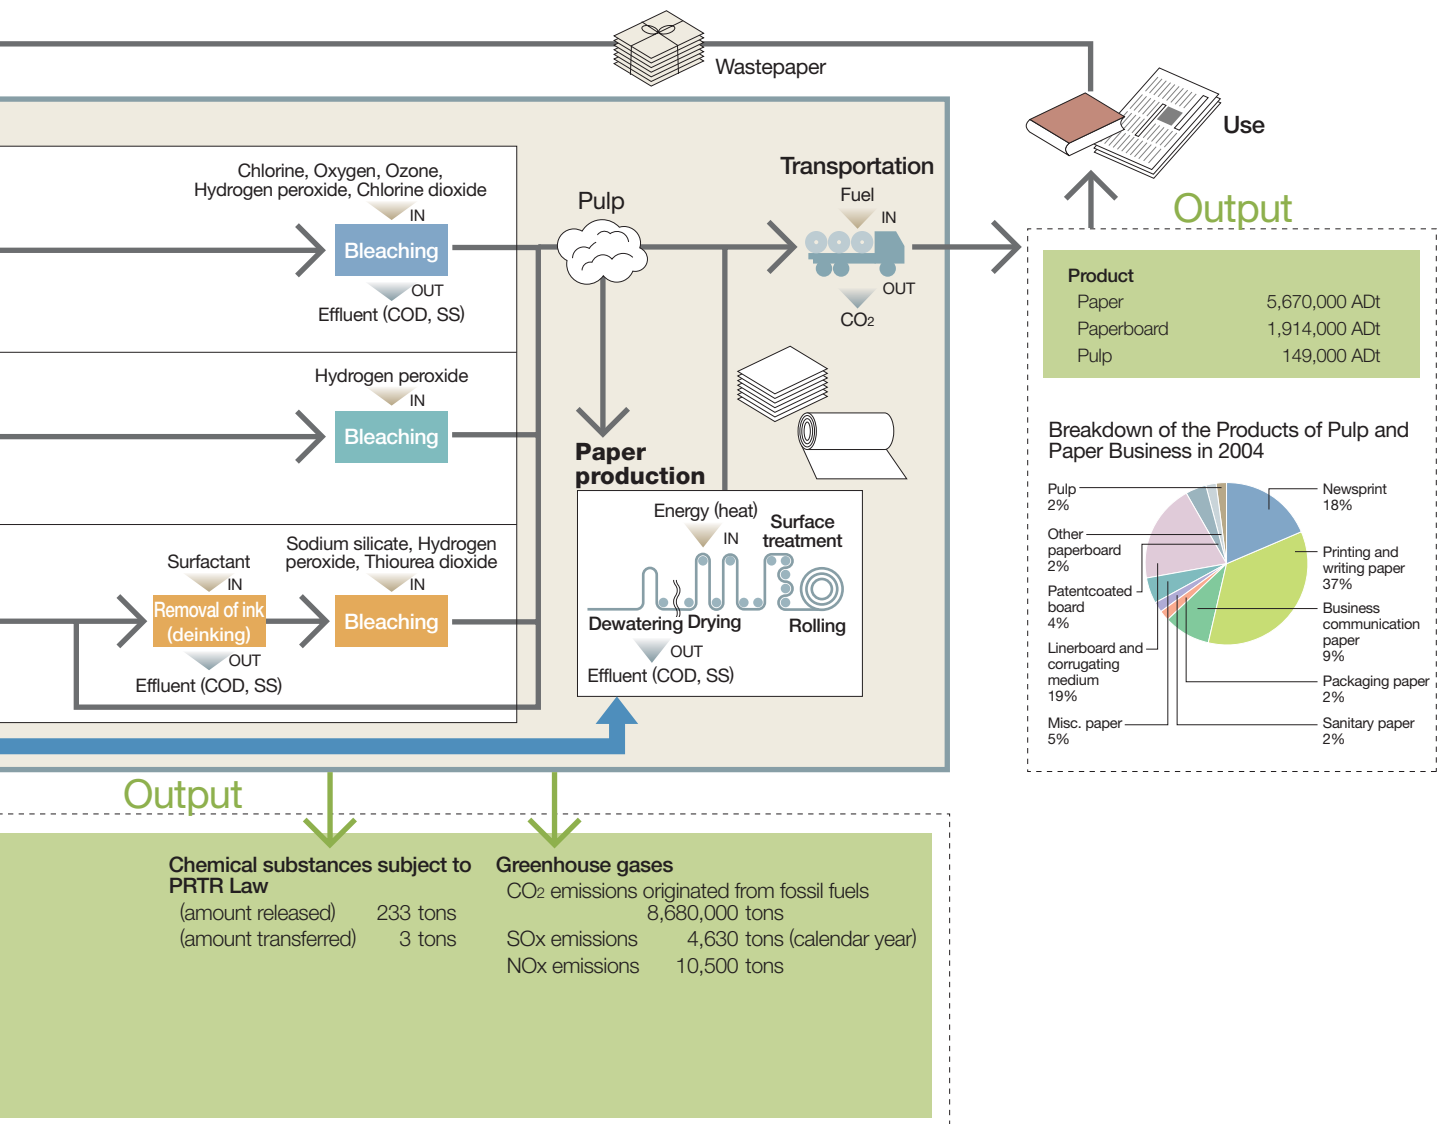 Wastepaper
Use
Chlorine, Oxygen, Ozone,
Hydrogen peroxide, Chlorine dioxide
IN
Bleaching
OUT
Effluent (COD, SS)
Hydrogen peroxide
IN
Bleaching
Surfactant
IN
Removal of ink
(deinking)
OUT
Effluent (COD, SS)
Sodium silicate, Hydrogen
peroxide, Thiourea dioxide
IN
Bleaching
Pulp
Transportation
Fuel
IN
OUT
CO2
Paper
production
Energy (heat)
IN
Surface
treatment
Dewatering
Drying
Rolling
OUT
Effluent (COD, SS)
Output
Product
Paper 5,670,000 ADt
Paperboard 1,914,000 ADt
Pulp 149,000 ADt
Breakdown of the Products of Pulp and
Paper Business in 2004
Pulp
2%
Other
paperboard
2%
Patentcoated
board
4%
Linerboard and
corrugating
medium
19%
Misc. paper
5%
Newsprint
18%
Printing and
writing paper
37%
Business
communication
paper
9%
Packaging paper
2%
Sanitary paper
2%
Output
Chemical substances subject to
PRTR Law
(amount released) 233 tons
(amount transferred) 3 tons
Greenhouse gases
CO2 emissions originated from fossil fuels
8,680,000 tons
SOx emissions 4,630 tons (calendar year)
NOx emissions 10,500 tons